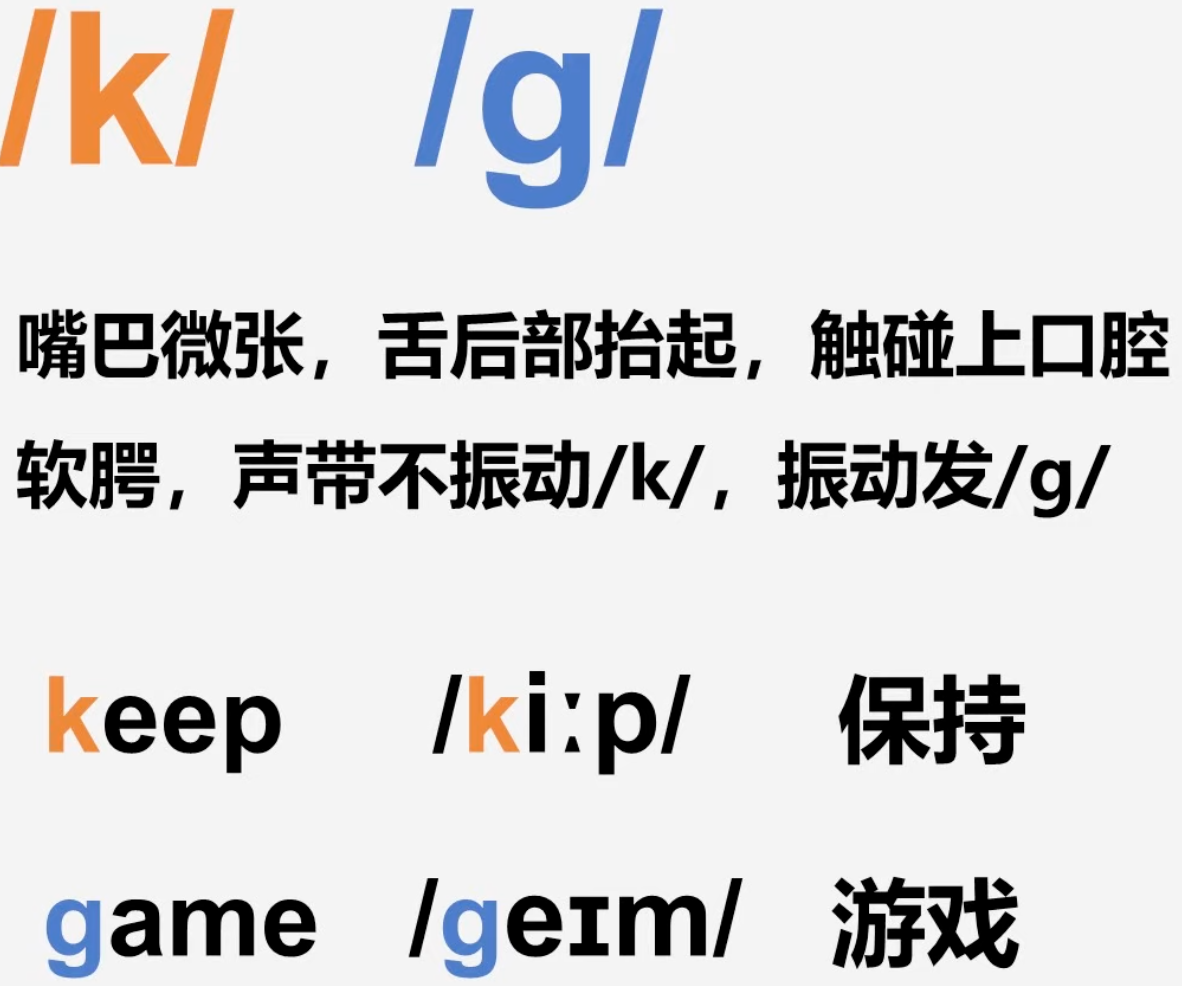 /k/ /g/
嘴巴微张，舌后部抬起，触碰上口腔
软腭，声带不振动/k/，振动发/g/
keep /kiːp/ 保持
game /geɪm/ 游戏